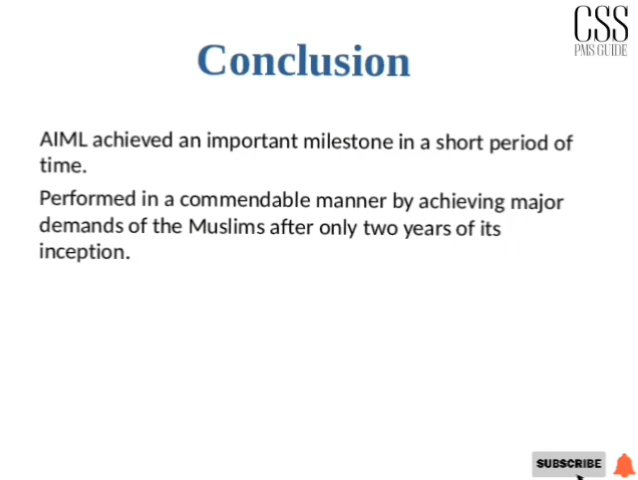 CSS
PMS GUIDE
Conclusion
AIML achieved an important milestone in a short period of
time.
Performed in a commendable manner by achieving major
demands of the Muslims after only two years of its
inception.
SUBSCRIBE